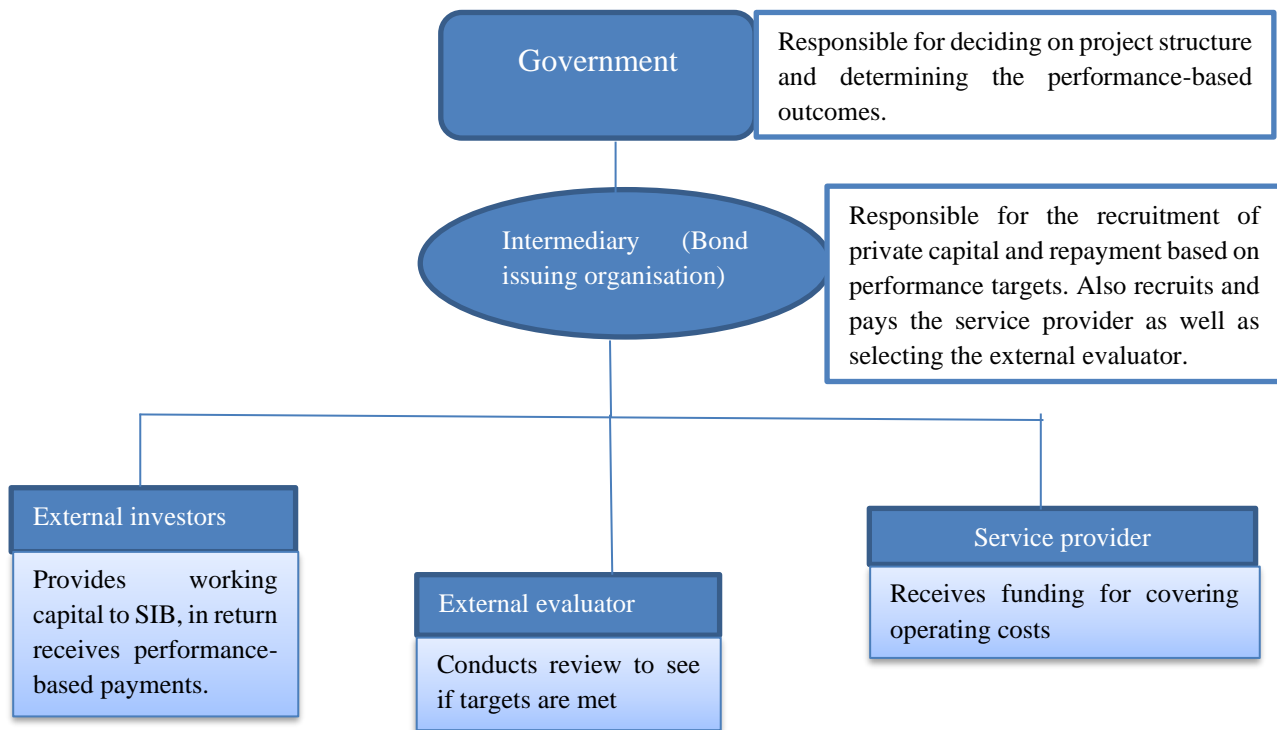 Government
Responsible for deciding on project structure
and determining the performance-based
outcomes.
Intermediary (Bond
issuing organisation)
Responsible for the recruitment of
private capital and repayment based on
performance targets. Also recruits and
pays the service provider as well as
selecting the external evaluator.
External investors
Provides working
capital to SIB, in return
receives performance-
based payments.
External evaluator
Conducts review to see
if targets are met
Service provider
Receives funding for covering
operating costs